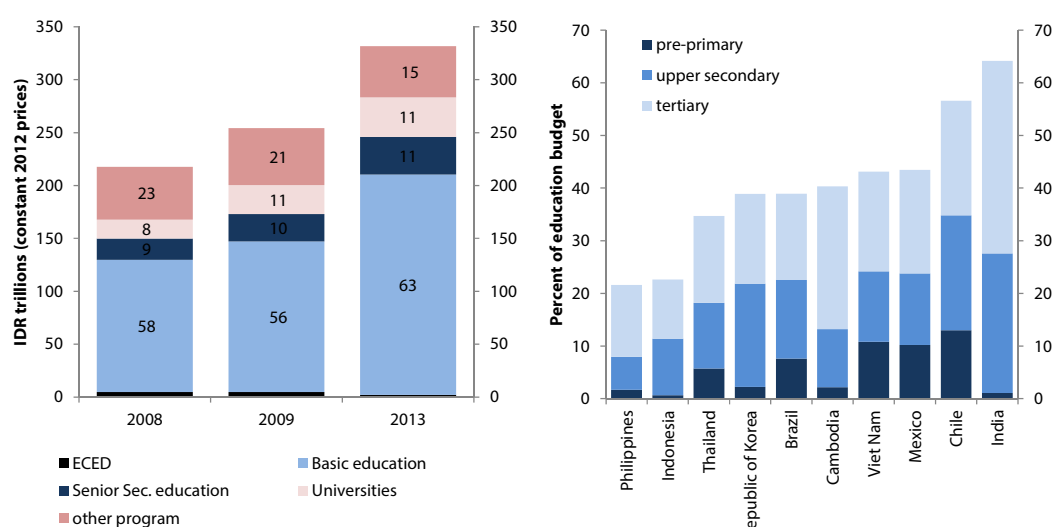 IDR trillions (constant 2012 prices)
350
300
250
200
150
100
50
0
23
8
9
58
21
11
10
56
15
11
11
63
350
300
250
200
150
100
50
0
2008 2009 2013
ECED Basic education
Senior Sec. education Universities
other program
Percent of education budget
70
60
50
40
30
20
10
0
pre-primary
upper secondary
tertiary
70
60
50
40
30
20
10
0
Philippines
Indonesia
Thailand
epublic of Korea
Brazil
Cambodia
Viet Nam
Mexico
Chile
India